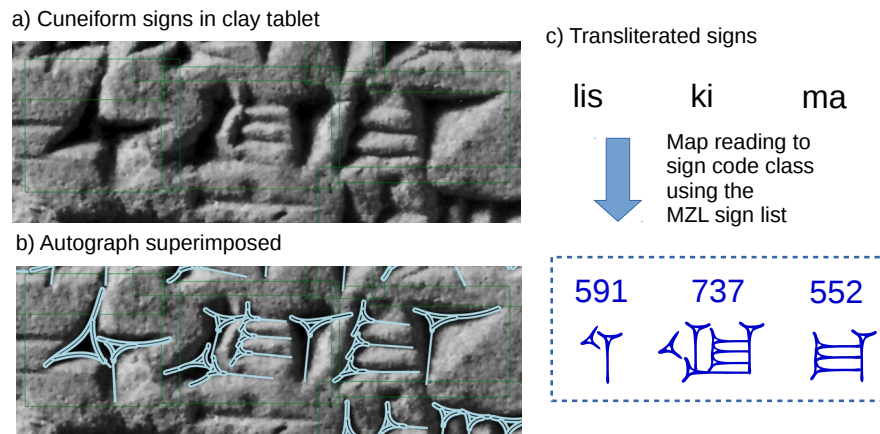 a) Cuneiform signs in clay tablet
b) Autograph superimposed
c) Transliterated signs
lis ki ma
Map reading to
sign code class
using the
MZL sign list
591 737 552